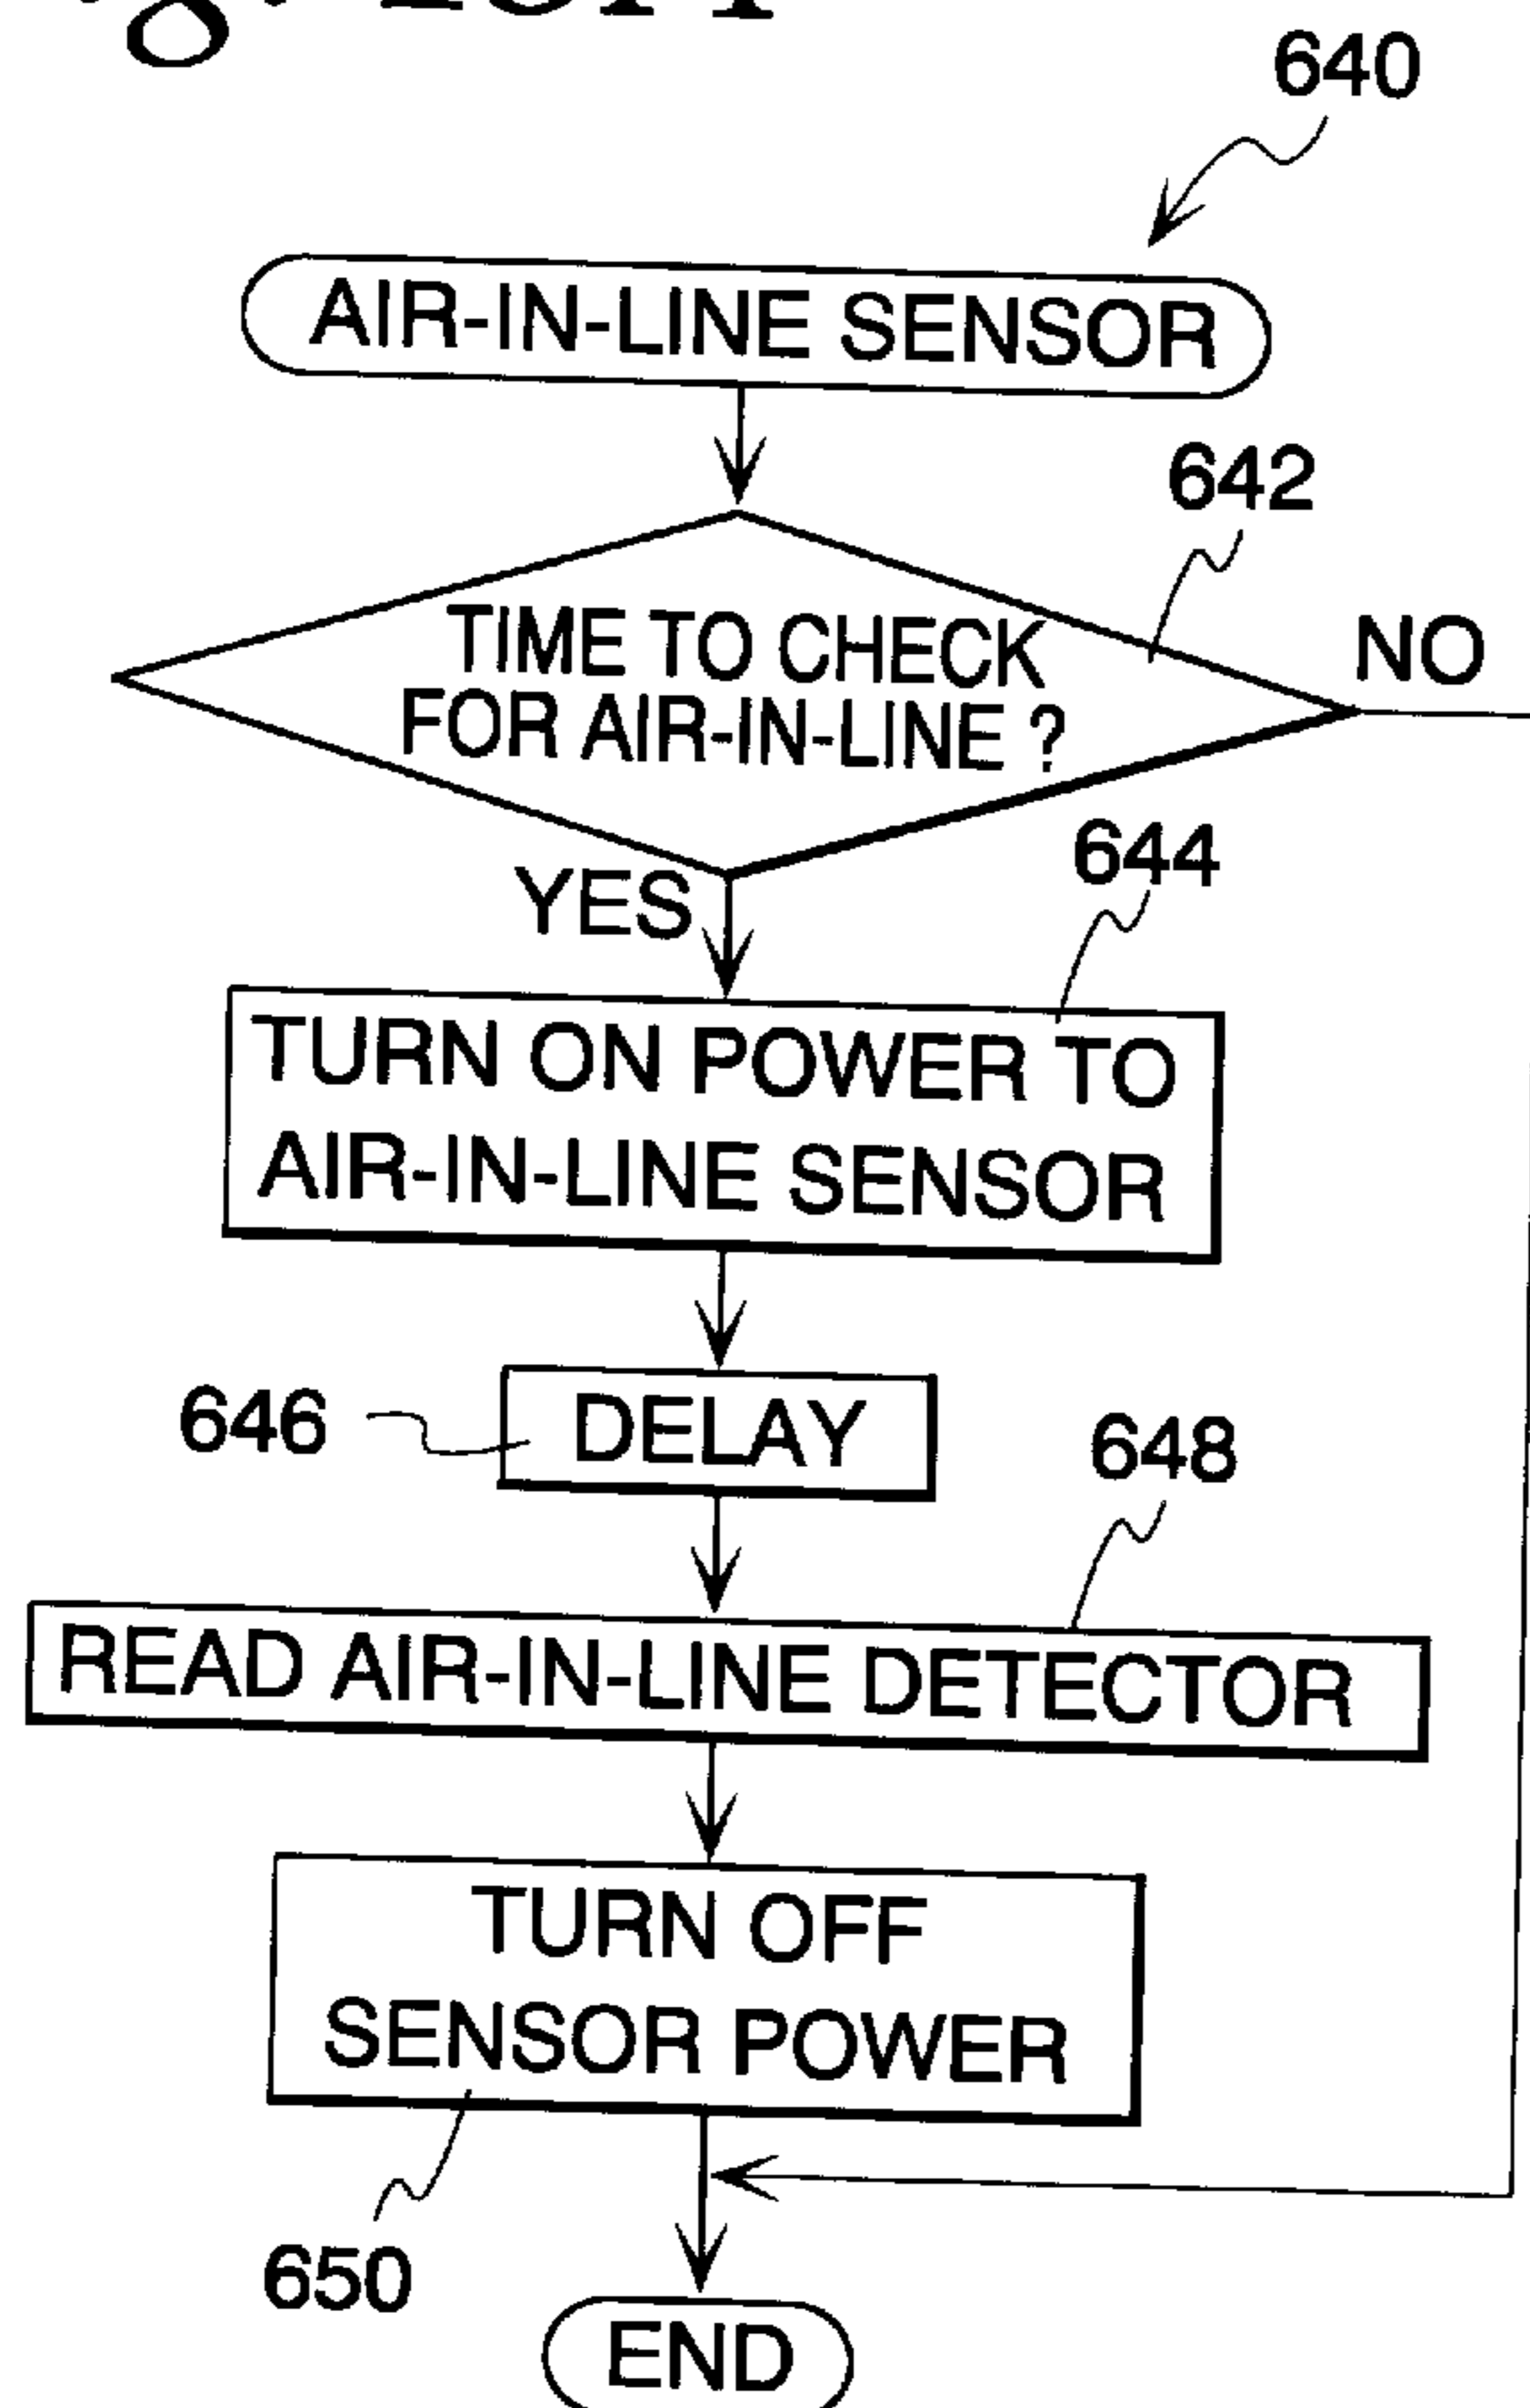 640
AIR-IN-LINE SENSOR
642
TIME TO CHECK
FOR AIR-IN-LINE ?
NO
644
YES
TURN ON POWER TO
AIR-IN-LINE SENSOR
646
DELAY
648
READ AIR-IN-LINE DETECTOR
TURN OFF
SENSOR POWER
650
END